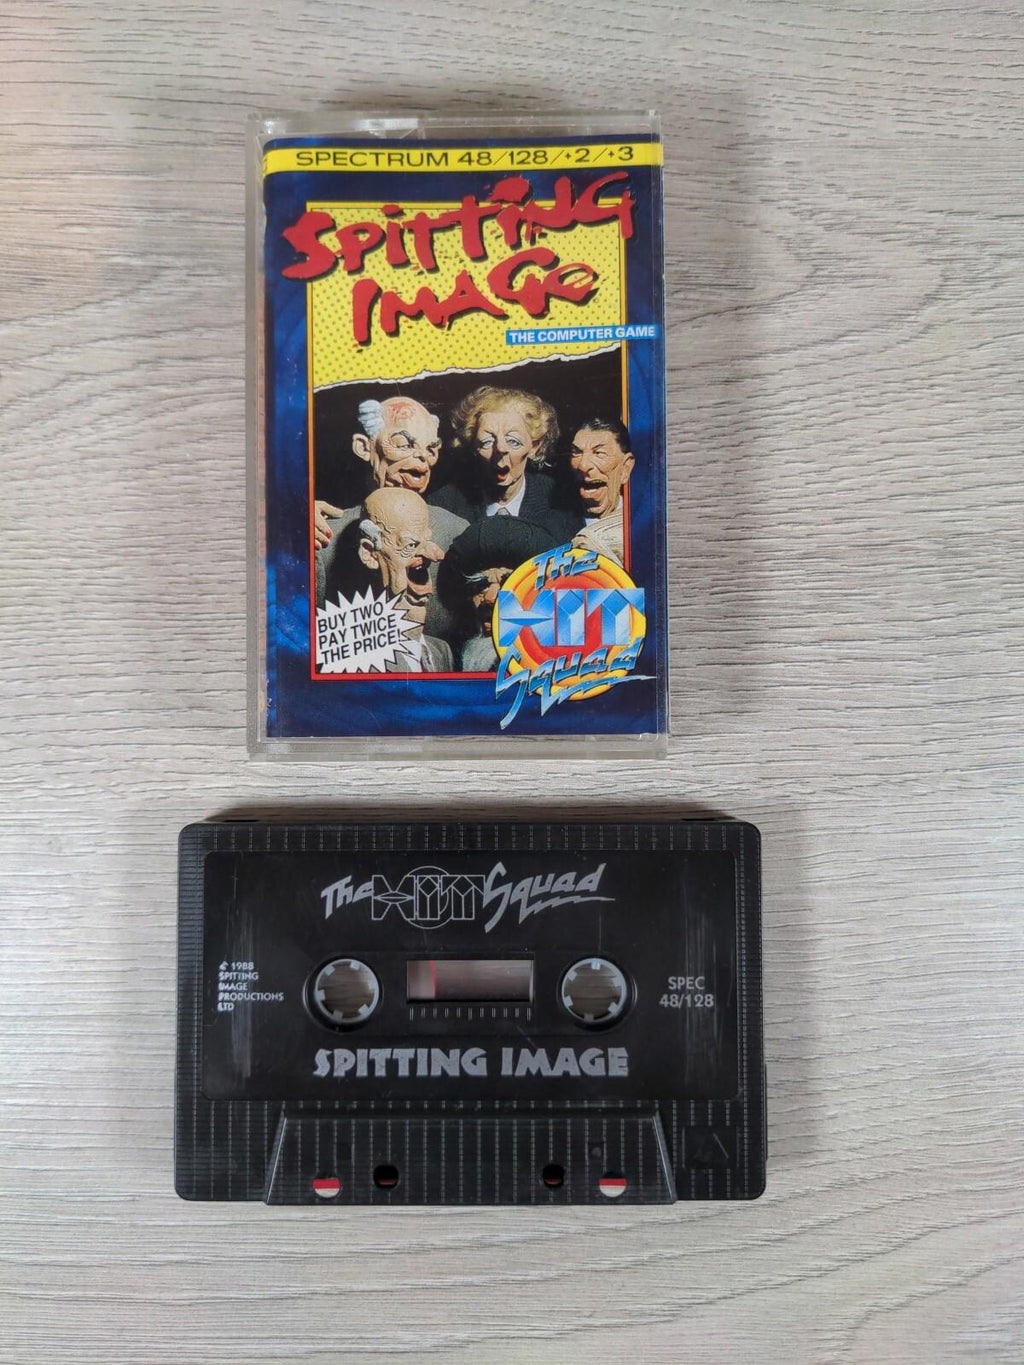 SPECTRUM 48/128/+2/+3
SPITTING
IMAGE
THE COMPUTER GAME
BUY TWO
PAY TWICE
THE PRICE!
THE
HIT
Squad
The HIT Squad
© 1988
SPITTING
IMAGE
PRODUCTIONS
LTD
SPEC
48/128
SPITTING IMAGE